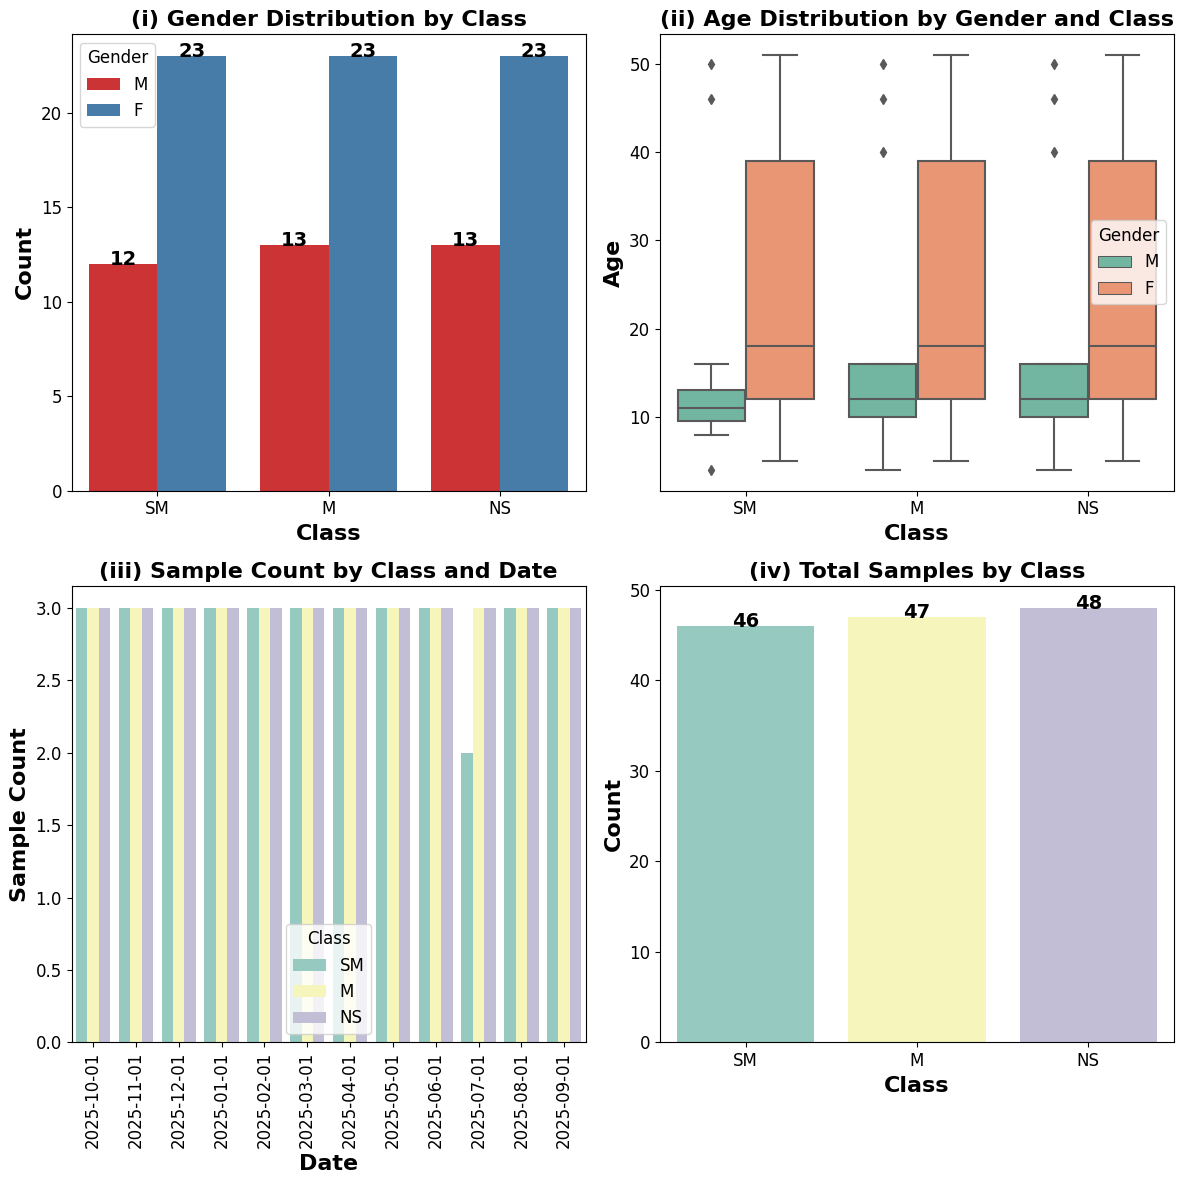 (i) Gender Distribution by Class
Count
20
15
10
5
0
Gender
M
F
12
23
13
23
13
23
SM
M
NS
Class
(ii) Age Distribution by Gender and Class
Age
50
40
30
20
10
Gender
M
F
SM
M
NS
Class
(iii) Sample Count by Class and Date
Sample Count
3.0
2.5
2.0
1.5
1.0
0.5
0.0
Class
SM
M
NS
2025-10-01
2025-11-01
2025-12-01
2025-01-01
2025-02-01
2025-03-01
2025-04-01
2025-05-01
2025-06-01
2025-07-01
2025-08-01
2025-09-01
Date
(iv) Total Samples by Class
Count
50
40
30
20
10
0
46
47
48
SM
M
NS
Class